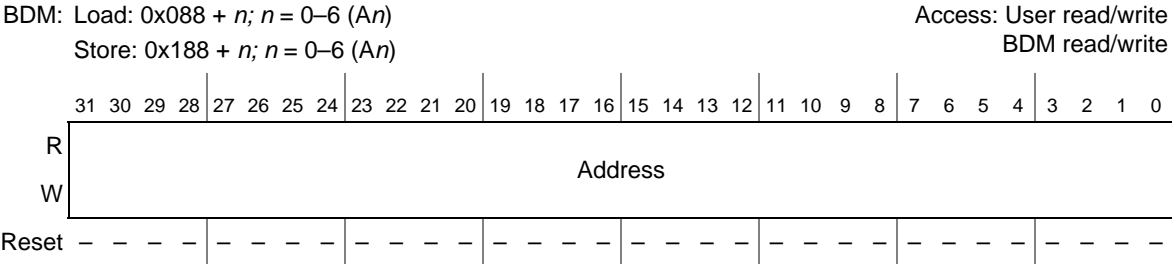 BDM: Load: 0x088 + n; n = 0–6 (An) Access: User read/write
Store: 0x188 + n; n = 0–6 (An) BDM read/write
31 30 29 28 27 26 25 24 23 22 21 20 19 18 17 16 15 14 13 12 11 10 9 8 7 6 5 4 3 2 1 0
R
Address
W
Reset – – – – – – – – – – – – – – – – – – – – – – – – – – – – – – – –